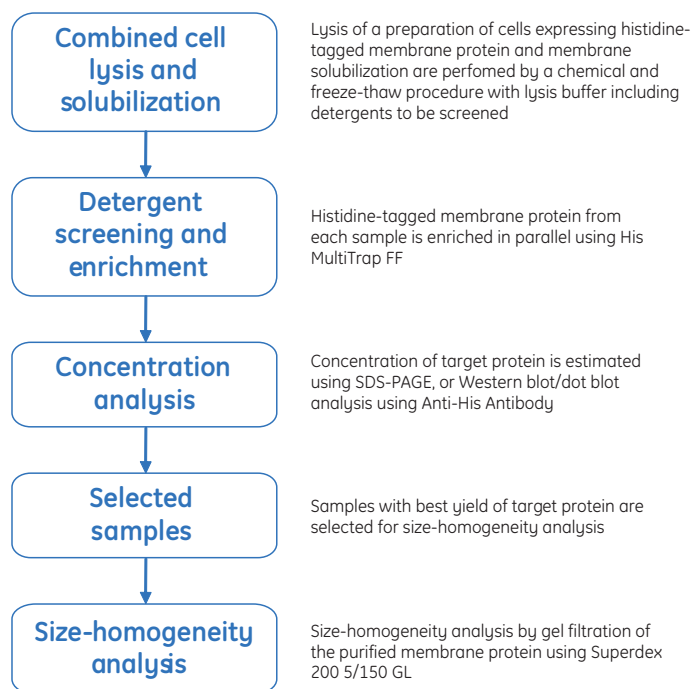 Combined cell
lysis and
solubilization
Lysis of a preparation of cells expressing histidine-
tagged membrane protein and membrane
solubilization are perfomed by a chemical and
freeze-thaw procedure with lysis buffer including
detergents to be screened
Detergent
screening and
enrichment
Histidine-tagged membrane protein from
each sample is enriched in parallel using His
MultiTrap FF
Concentration
analysis
Concentration of target protein is estimated
using SDS-PAGE, or Western blot/dot blot
analysis using Anti-His Antibody
Selected
samples
Samples with best yield of target protein are
selected for size-homogeneity analysis
Size-homogeneity
analysis
Size-homogeneity analysis by gel filtration of
the purified membrane protein using Superdex
200 5/150 GL